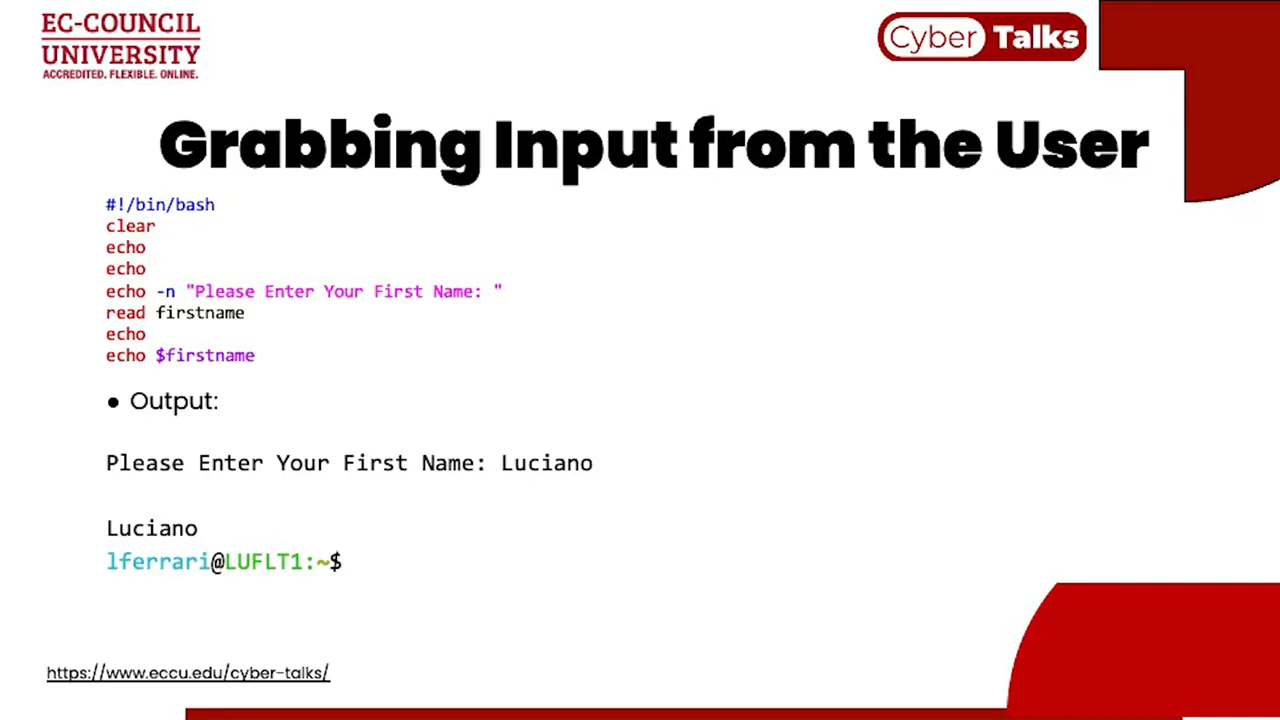 EC-COUNCIL
UNIVERSITY
ACCREDITED. FLEXIBLE. ONLINE.
Cyber Talks
Grabbing Input from the User
#!/bin/bash
clear
echo
echo
echo -n "Please Enter Your First Name: "
read firstname
echo
echo $firstname
● Output:
Please Enter Your First Name: Luciano
Luciano
lferrari@LUFLT1:~$
https://www.eccu.edu/cyber-talks/